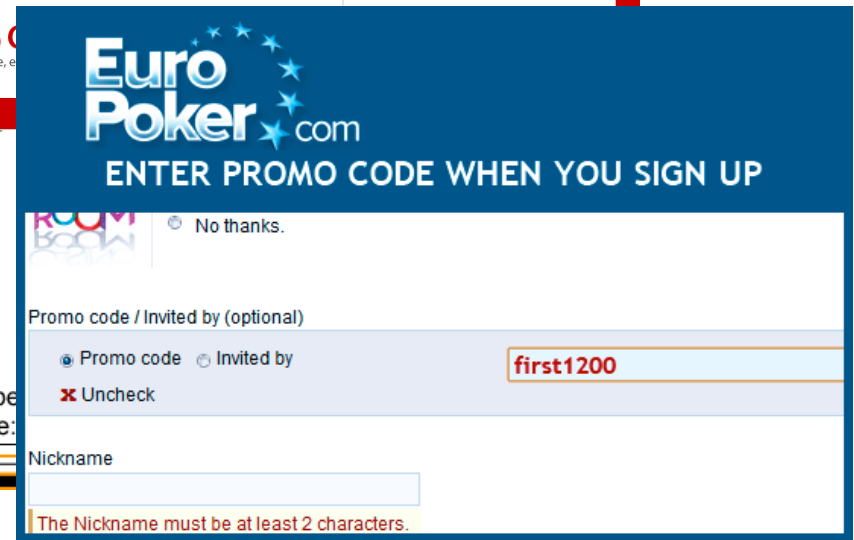 Euro
Poker.com
ENTER PROMO CODE WHEN YOU SIGN UP
ROOM
No thanks.
Promo code / Invited by (optional)
Promo code Invited by
first1200
x Uncheck
Nickname
The Nickname must be at least 2 characters.